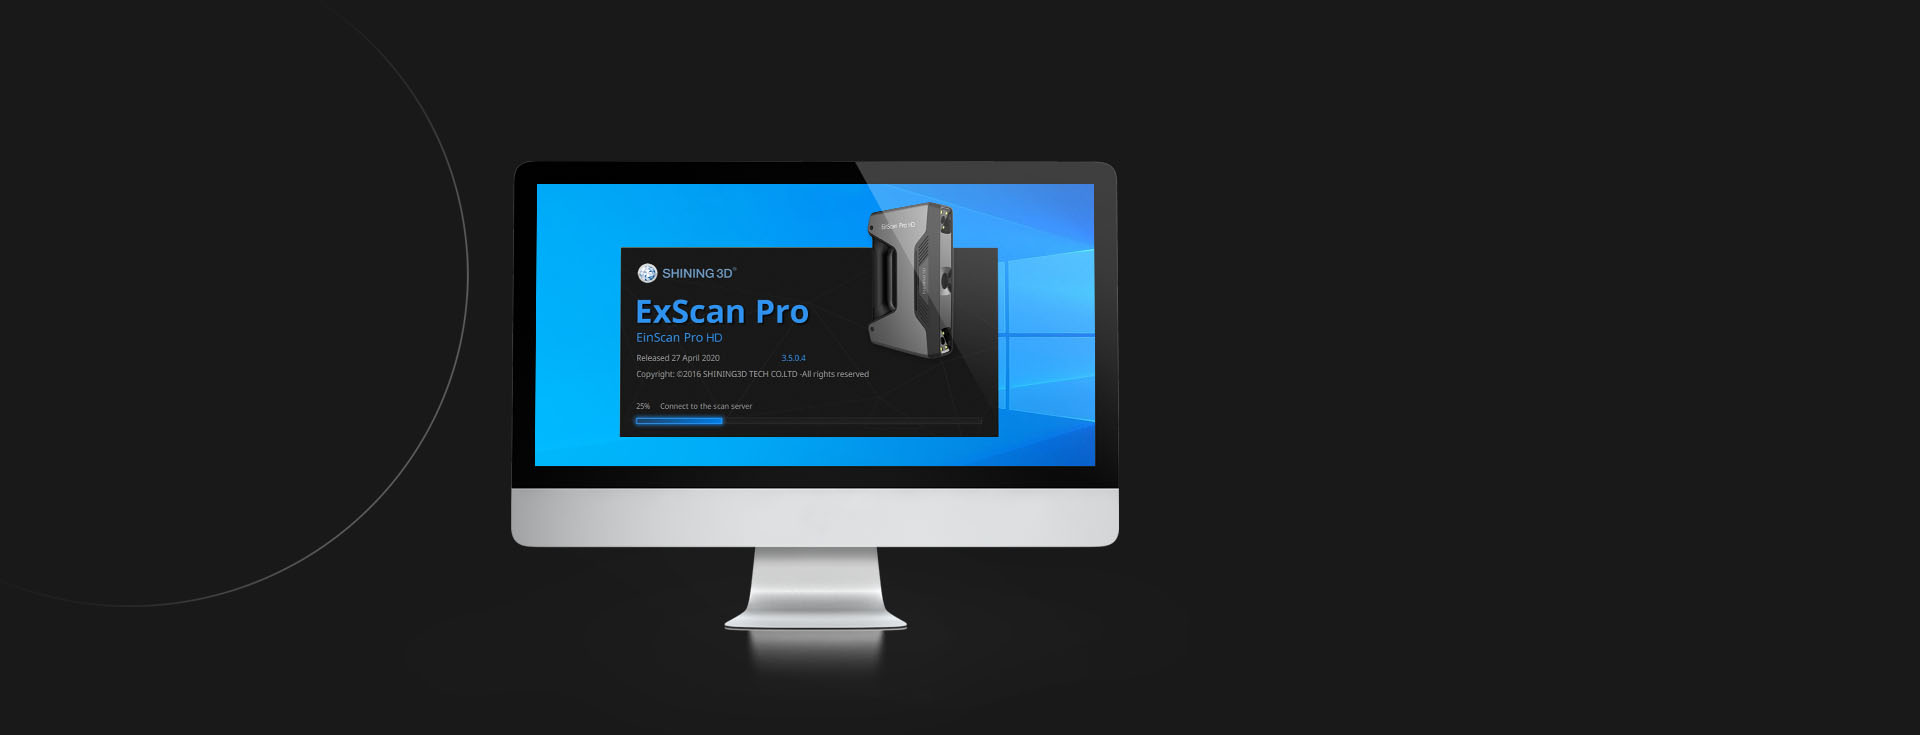 EinScan Pro HD
SHINING 3D®
ExScan Pro
EinScan Pro HD
Released 27 April 2020 3.5.0.4
Copyright: ©2016 SHINING3D TECH CO.LTD -All rights reserved
25% Connect to the scan server